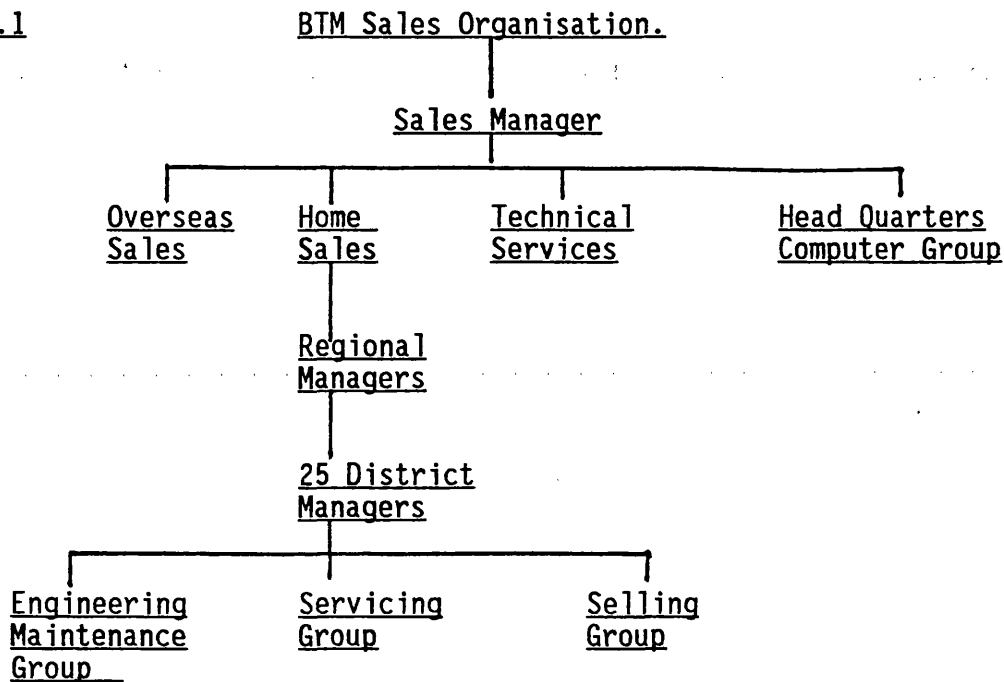 .1 BTM Sales Organisation.
Sales Manager
Overseas Sales
Home Sales
Technical Services
Head Quarters Computer Group
Regional Managers
25 District Managers
Engineering Maintenance Group
Servicing Group
Selling Group